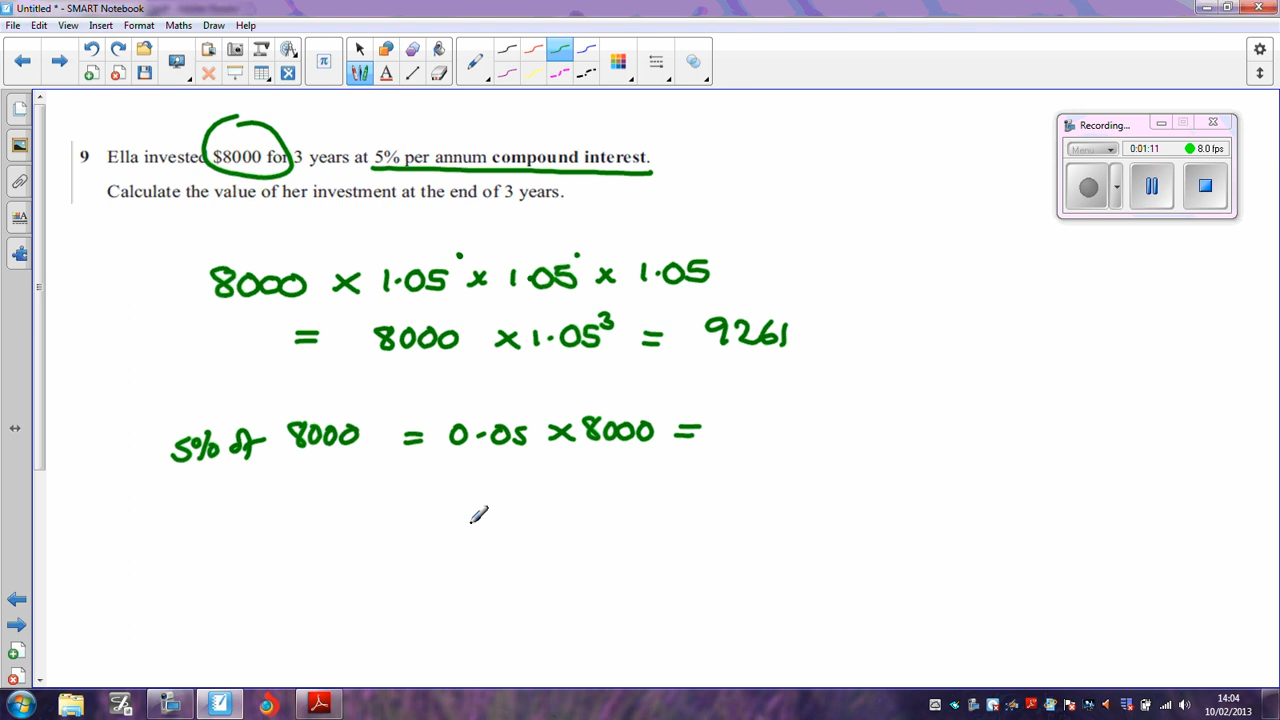 Untitled * - SMART Notebook
File Edit View Insert Format Maths Draw Help
Recording...
Menu 0:01:11 8.0 fps
9 Ella invested $8000 for 3 years at 5% per annum compound interest.
Calculate the value of her investment at the end of 3 years.
8000 × 1·05 × 1·05 × 1·05
= 8000 × 1·05³ = 9261
5% of 8000 = 0·05 × 8000 =
14:04
10/02/2013